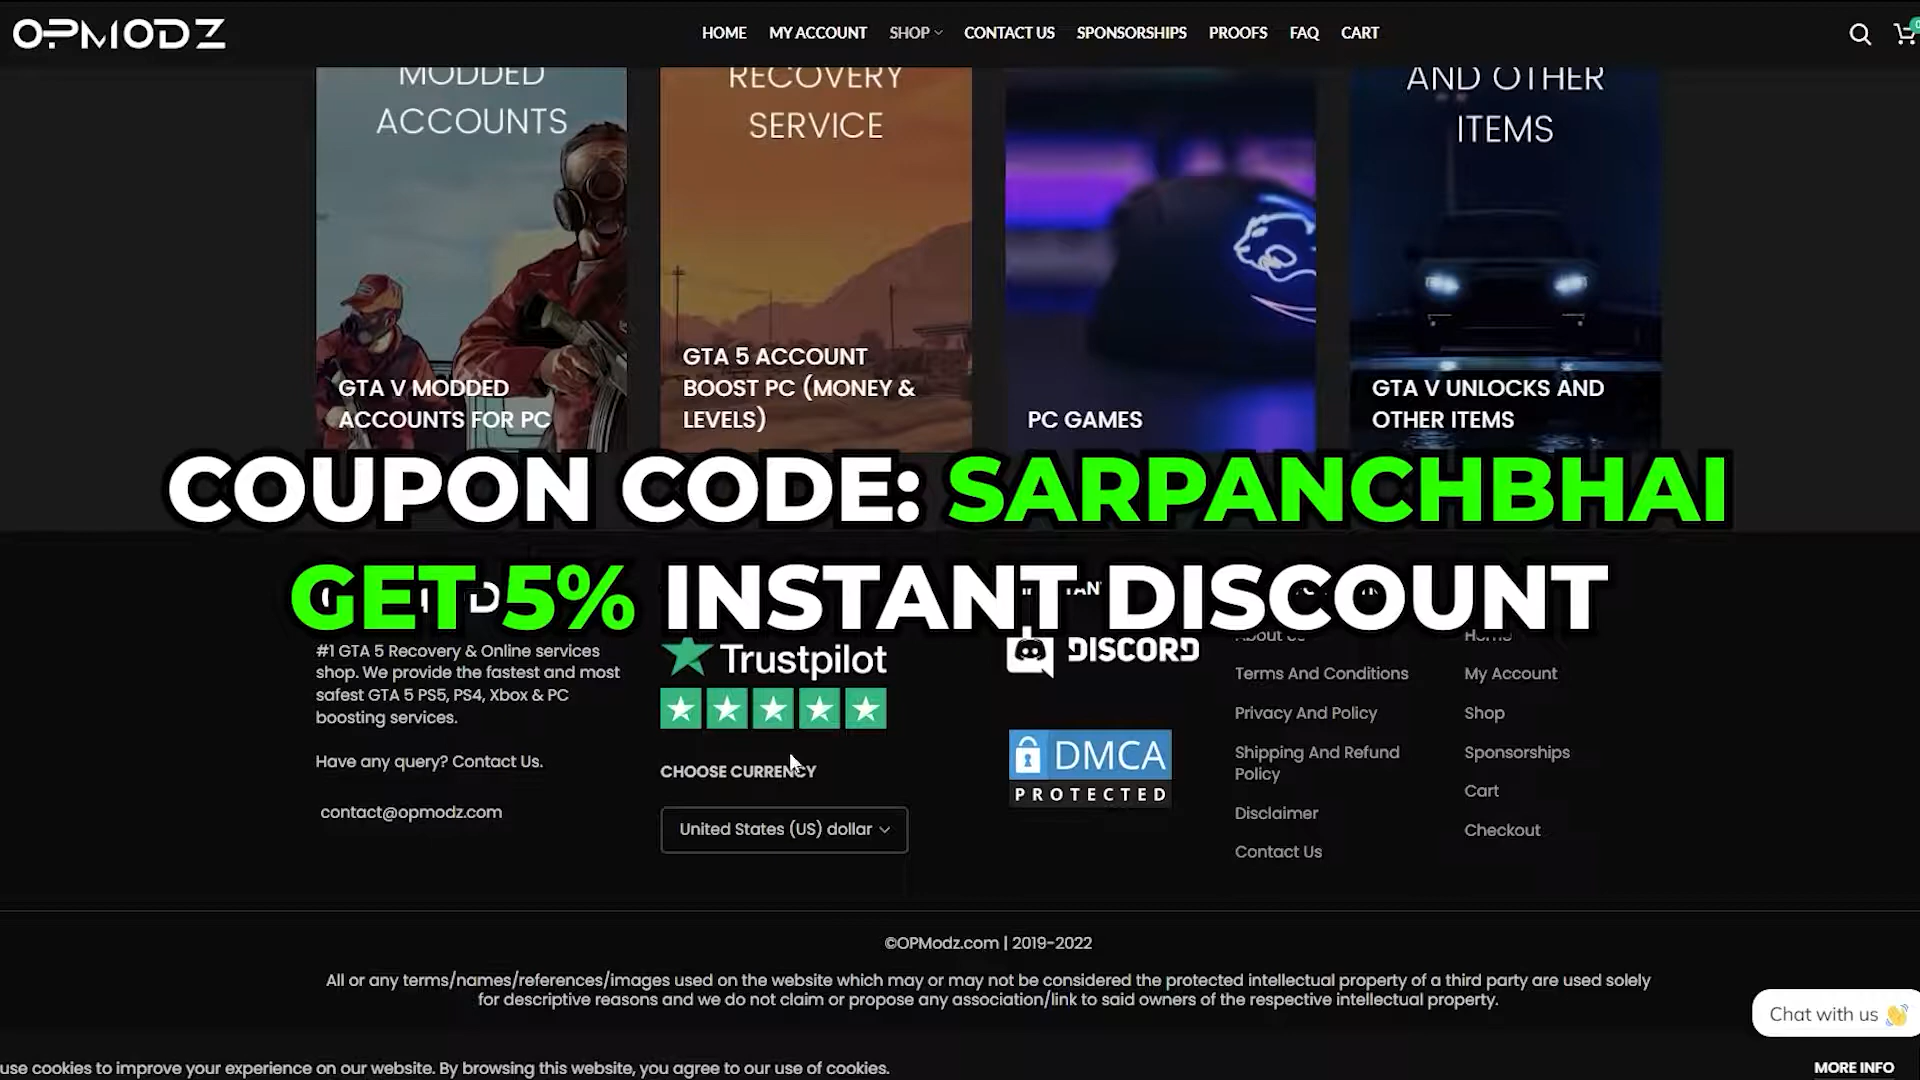 OPMODZ
HOME MY ACCOUNT SHOP CONTACT US SPONSORSHIPS PROOFS FAQ CART
MODDED
ACCOUNTS
GTA V MODDED
ACCOUNTS FOR PC
RECOVERY
SERVICE
GTA 5 ACCOUNT
BOOST PC (MONEY &
LEVELS)
PC GAMES
AND OTHER
ITEMS
GTA V UNLOCKS AND
OTHER ITEMS
COUPON CODE: SARPANCHBHAI
GET 5% INSTANT DISCOUNT
#1 GTA 5 Recovery & Online services
shop. We provide the fastest and most
safest GTA 5 PS5, PS4, Xbox & PC
boosting services.
Have any query? Contact Us.
contact@opmodz.com
Trustpilot
CHOOSE CURRENCY
United States (US) dollar
DISCORD
DMCA
PROTECTED
About Us
Terms And Conditions
Privacy And Policy
Shipping And Refund
Policy
Disclaimer
Contact Us
Home
My Account
Shop
Sponsorships
Cart
Checkout
©OPModz.com | 2019-2022
All or any terms/names/references/images used on the website which may or may not be considered the protected intellectual property of a third party are used solely
for descriptive reasons and we do not claim or propose any association/link to said owners of the respective intellectual property.
Chat with us 👋
use cookies to improve your experience on our website. By browsing this website, you agree to our use of cookies.
MORE INFO